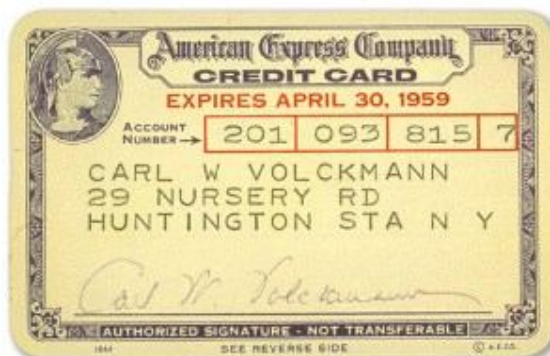 American Express Company
CREDIT CARD
EXPIRES APRIL 30, 1959
ACCOUNT NUMBER → 201 093 815 7
CARL W VOLCKMANN
29 NURSERY RD
HUNTINGTON STA N Y
Carl W. Volckmann
AUTHORIZED SIGNATURE - NOT TRANSFERABLE
SEE REVERSE SIDE